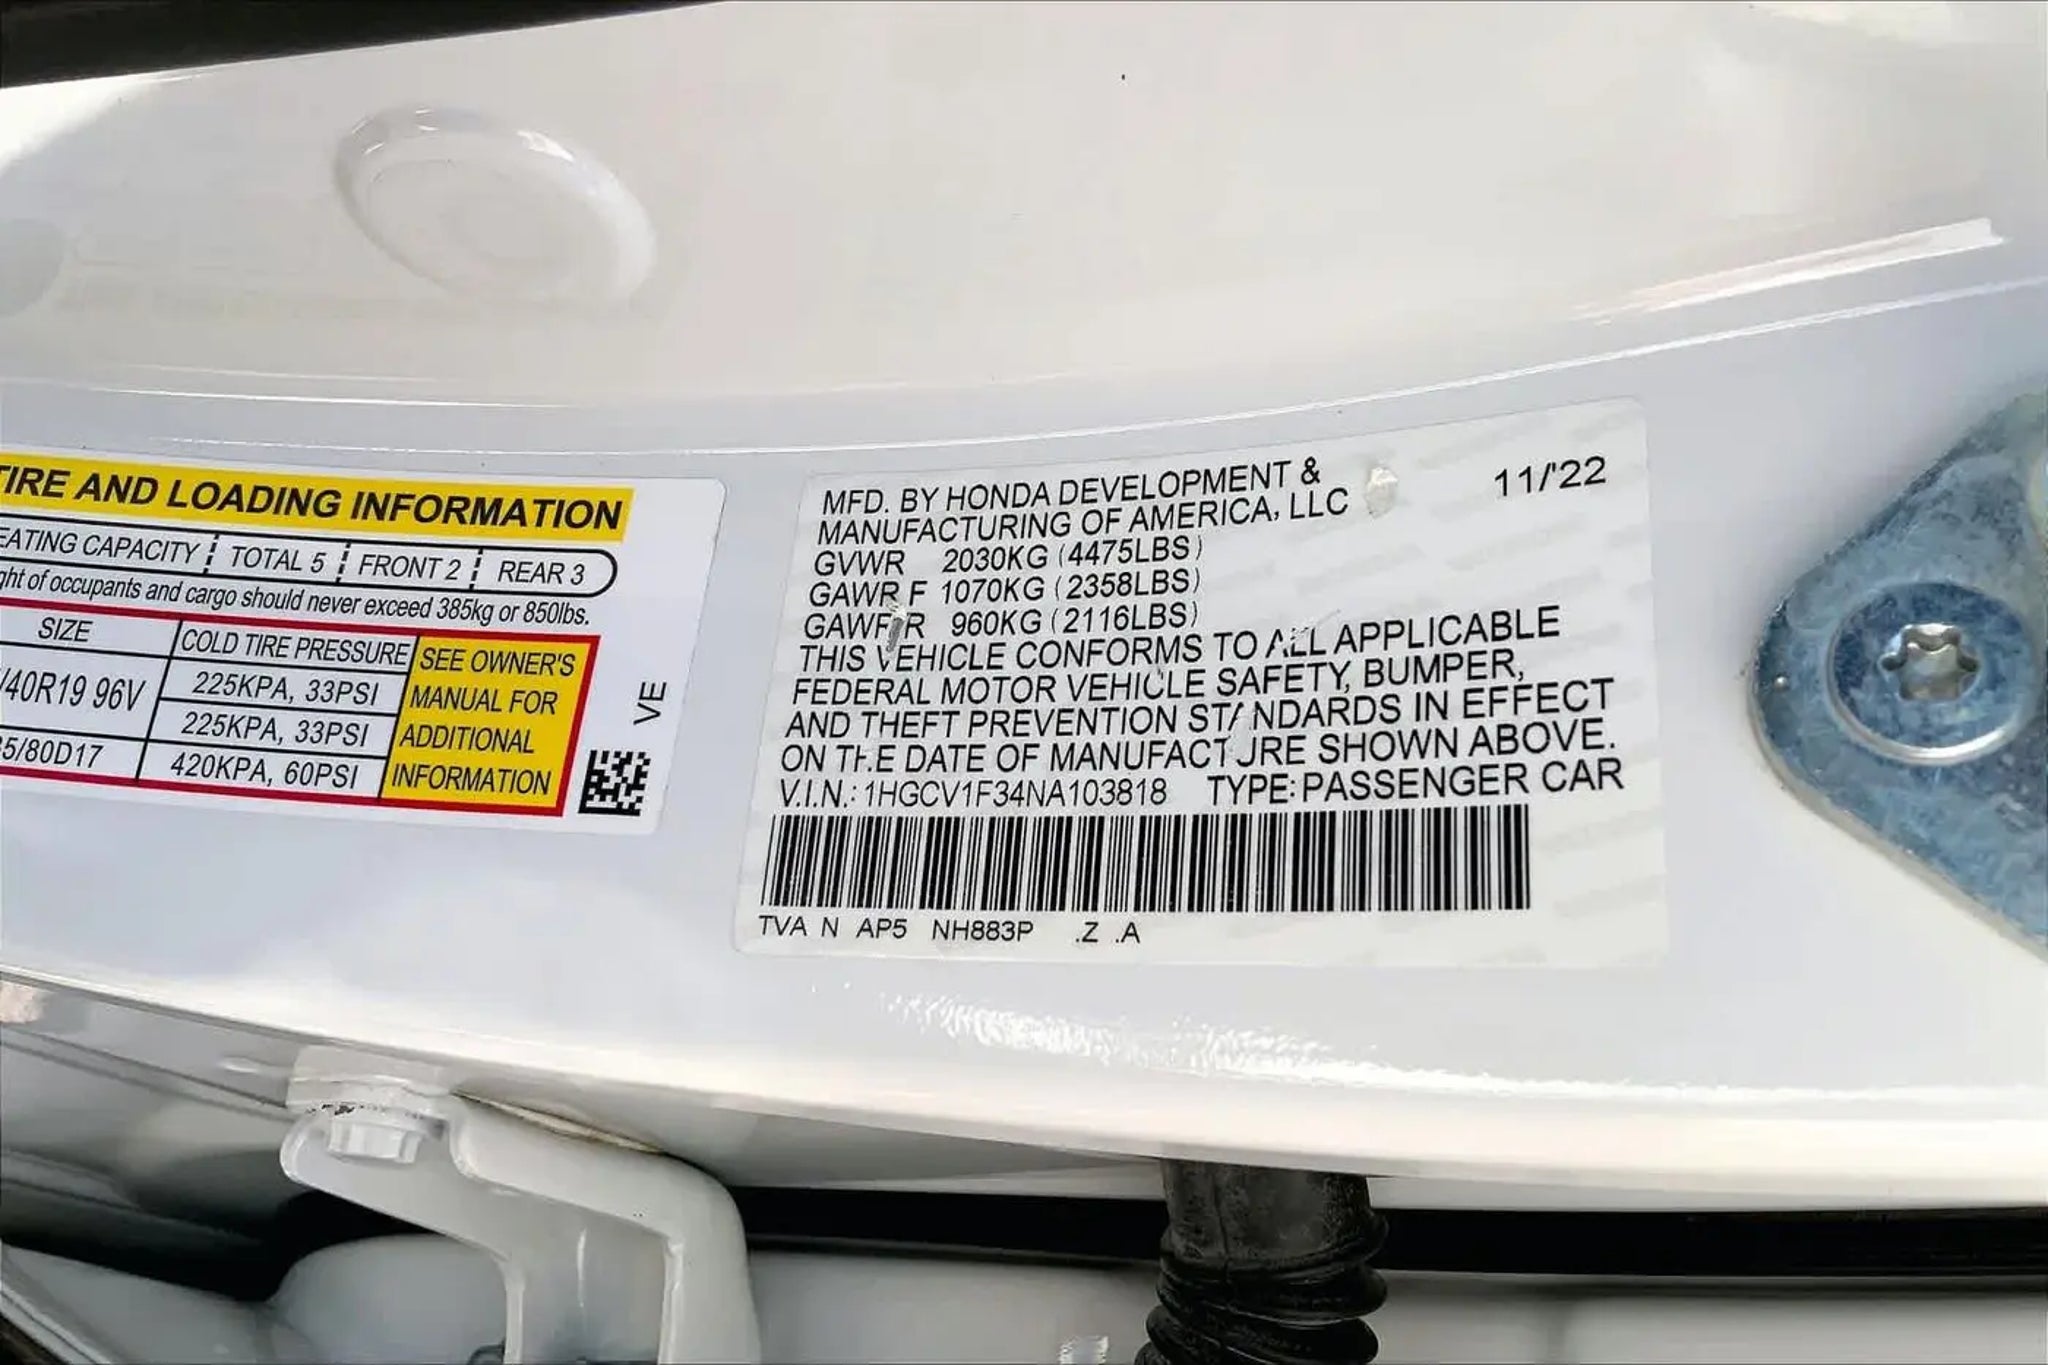 TIRE AND LOADING INFORMATION
EATING CAPACITY TOTAL 5 FRONT 2 REAR 3
ght of occupants and cargo should never exceed 385kg or 850lbs.
SIZE COLD TIRE PRESSURE SEE OWNER'S MANUAL FOR ADDITIONAL INFORMATION
/40R19 96V 225KPA, 33PSI
225KPA, 33PSI
5/80D17 420KPA, 60PSI
VE
MFD. BY HONDA DEVELOPMENT & 11/'22
MANUFACTURING OF AMERICA, LLC
GVWR 2030KG (4475LBS)
GAWR F 1070KG (2358LBS)
GAWR R 960KG (2116LBS)
THIS VEHICLE CONFORMS TO ALL APPLICABLE
FEDERAL MOTOR VEHICLE SAFETY, BUMPER,
AND THEFT PREVENTION STANDARDS IN EFFECT
ON THE DATE OF MANUFACTURE SHOWN ABOVE.
V.I.N.: 1HGCV1F34NA103818 TYPE: PASSENGER CAR
TVA N AP5 NH883P .Z .A